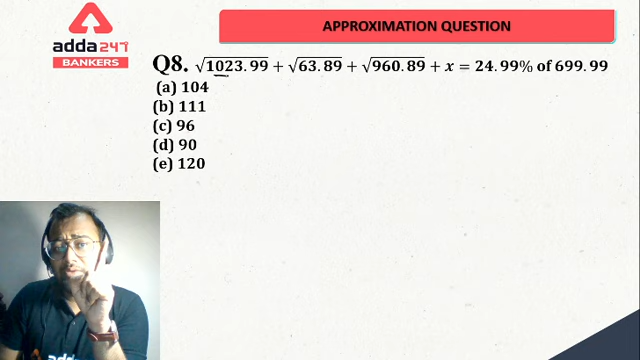 APPROXIMATION QUESTION
adda247
BANKERS
Q8. √1023.99 + √63.89 + √960.89 + x = 24.99% of 699.99
(a) 104
(b) 111
(c) 96
(d) 90
(e) 120
adda